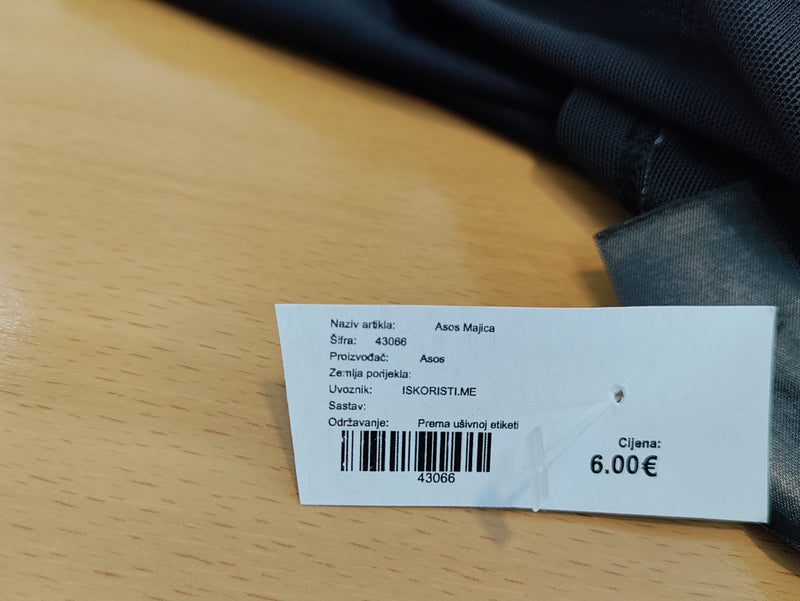 Naziv artikla: Asos Majica
Šifra: 43066
Proizvođač: Asos
Zemlja porijekla:
Uvoznik: ISKORISTI.ME
Sastav:
Održavanje: Prema ušivnoj etiketi
43066
Cijena:
6.00€